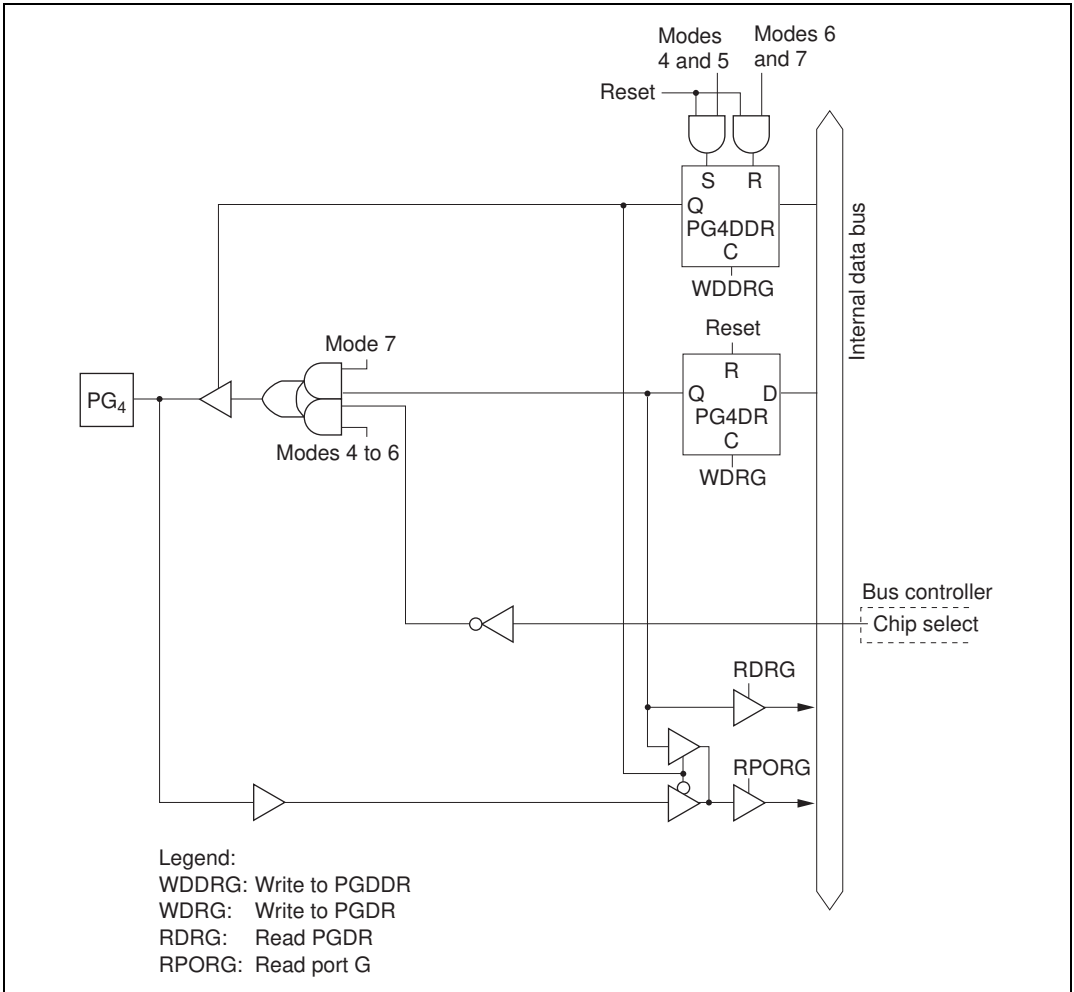 Modes
4 and 5
Modes 6
and 7
Reset
S R
Q
PG4DDR
C
WDDRG
Internal data bus
Reset
Mode 7
R
PG₄
Q D
PG4DR
C
Modes 4 to 6
WDRG
Bus controller
Chip select
RDRG
RPORG
Legend:
WDDRG: Write to PGDDR
WDRG: Write to PGDR
RDRG: Read PGDR
RPORG: Read port G